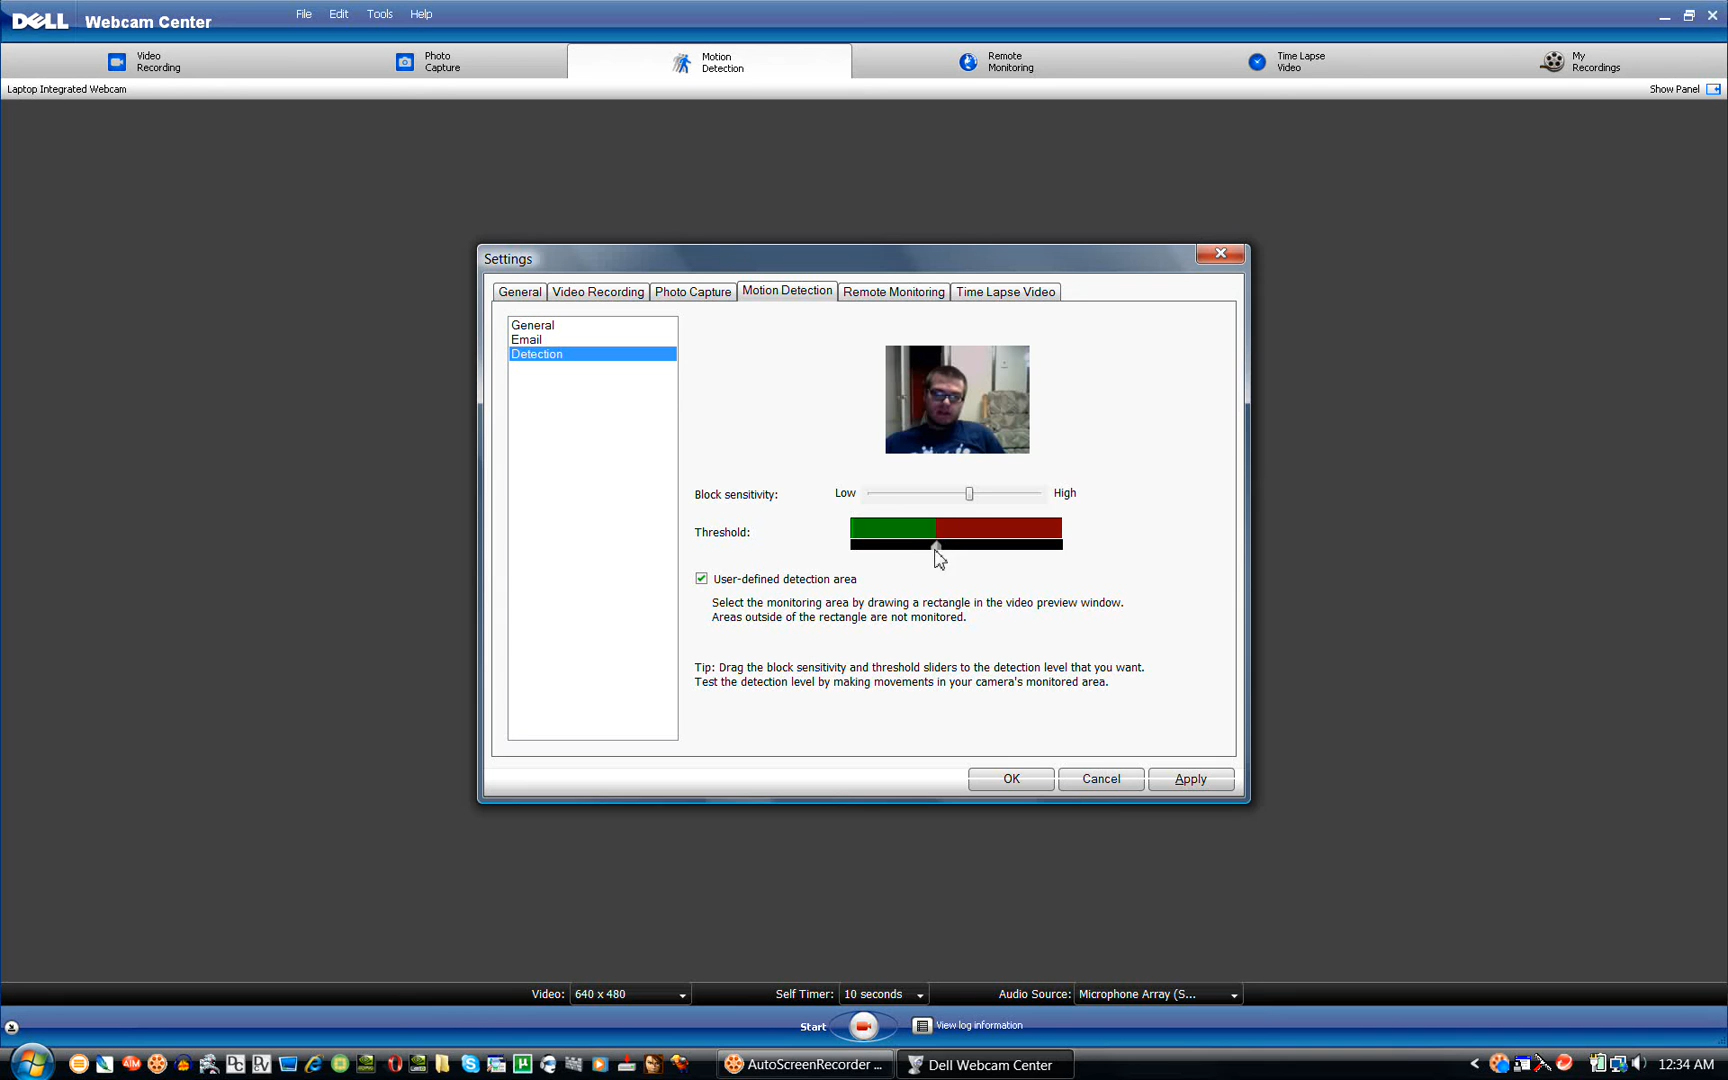 DELL Webcam Center File Edit Tools Help
Video
Recording
Photo
Capture
Motion
Detection
Remote
Monitoring
Time Lapse
Video
My
Recordings
Laptop Integrated Webcam
Show Panel
Settings
General Video Recording Photo Capture Motion Detection Remote Monitoring Time Lapse Video
General
Email
Detection
Block sensitivity: Low High
Threshold:
User-defined detection area
Select the monitoring area by drawing a rectangle in the video preview window.
Areas outside of the rectangle are not monitored.
Tip: Drag the block sensitivity and threshold sliders to the detection level that you want.
Test the detection level by making movements in your camera's monitored area.
OK Cancel Apply
Video: 640 x 480 Self Timer: 10 seconds Audio Source: Microphone Array (S...
Start View log information
AutoScreenRecorder ... Dell Webcam Center 12:34 AM